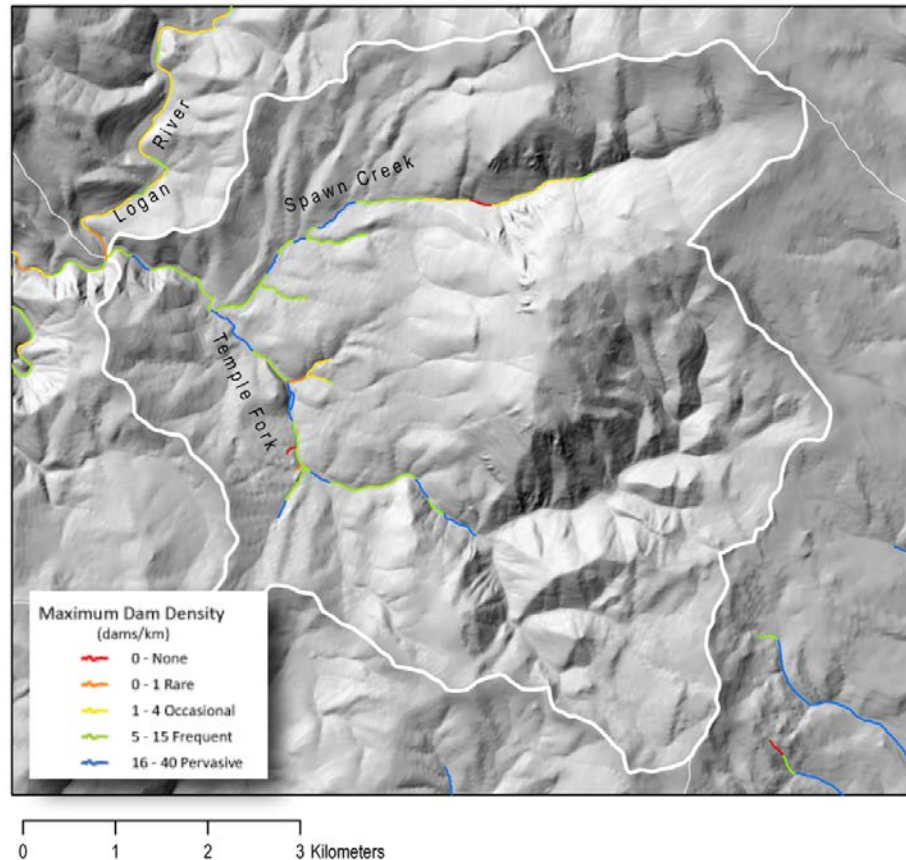 Logan River
Spawn Creek
Temple Fork
Maximum Dam Density
(dams/km)
0 - None
0 - 1 Rare
1 - 4 Occasional
5 - 15 Frequent
16 - 40 Pervasive
0 1 2 3 Kilometers